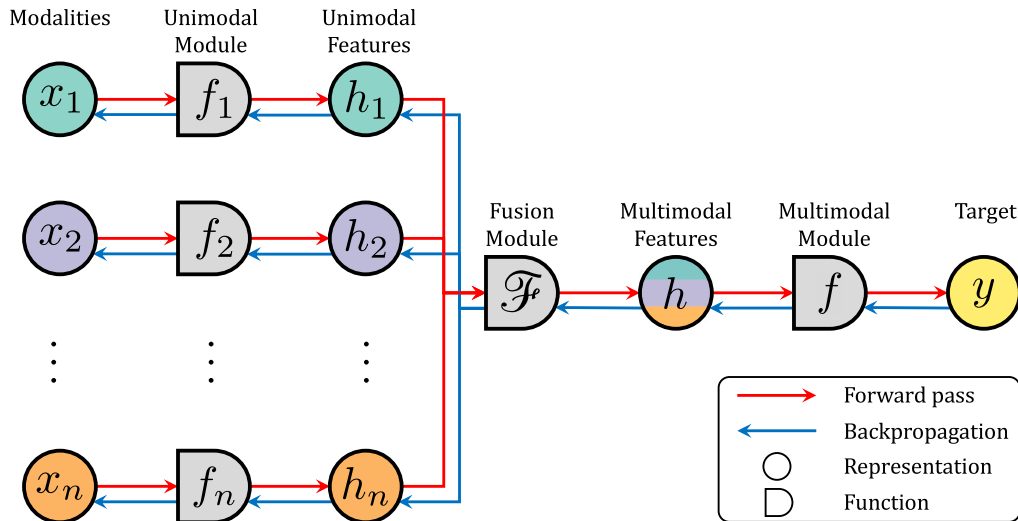 Modalities
Unimodal
Module
Unimodal
Features
x₁
f₁
h₁
x₂
f₂
h₂
Fusion
Module
Multimodal
Features
Multimodal
Module
Target
ℱ
h
f
y
⋮
⋮
⋮
Forward pass
Backpropagation
Representation
Function
xₙ
fₙ
hₙ